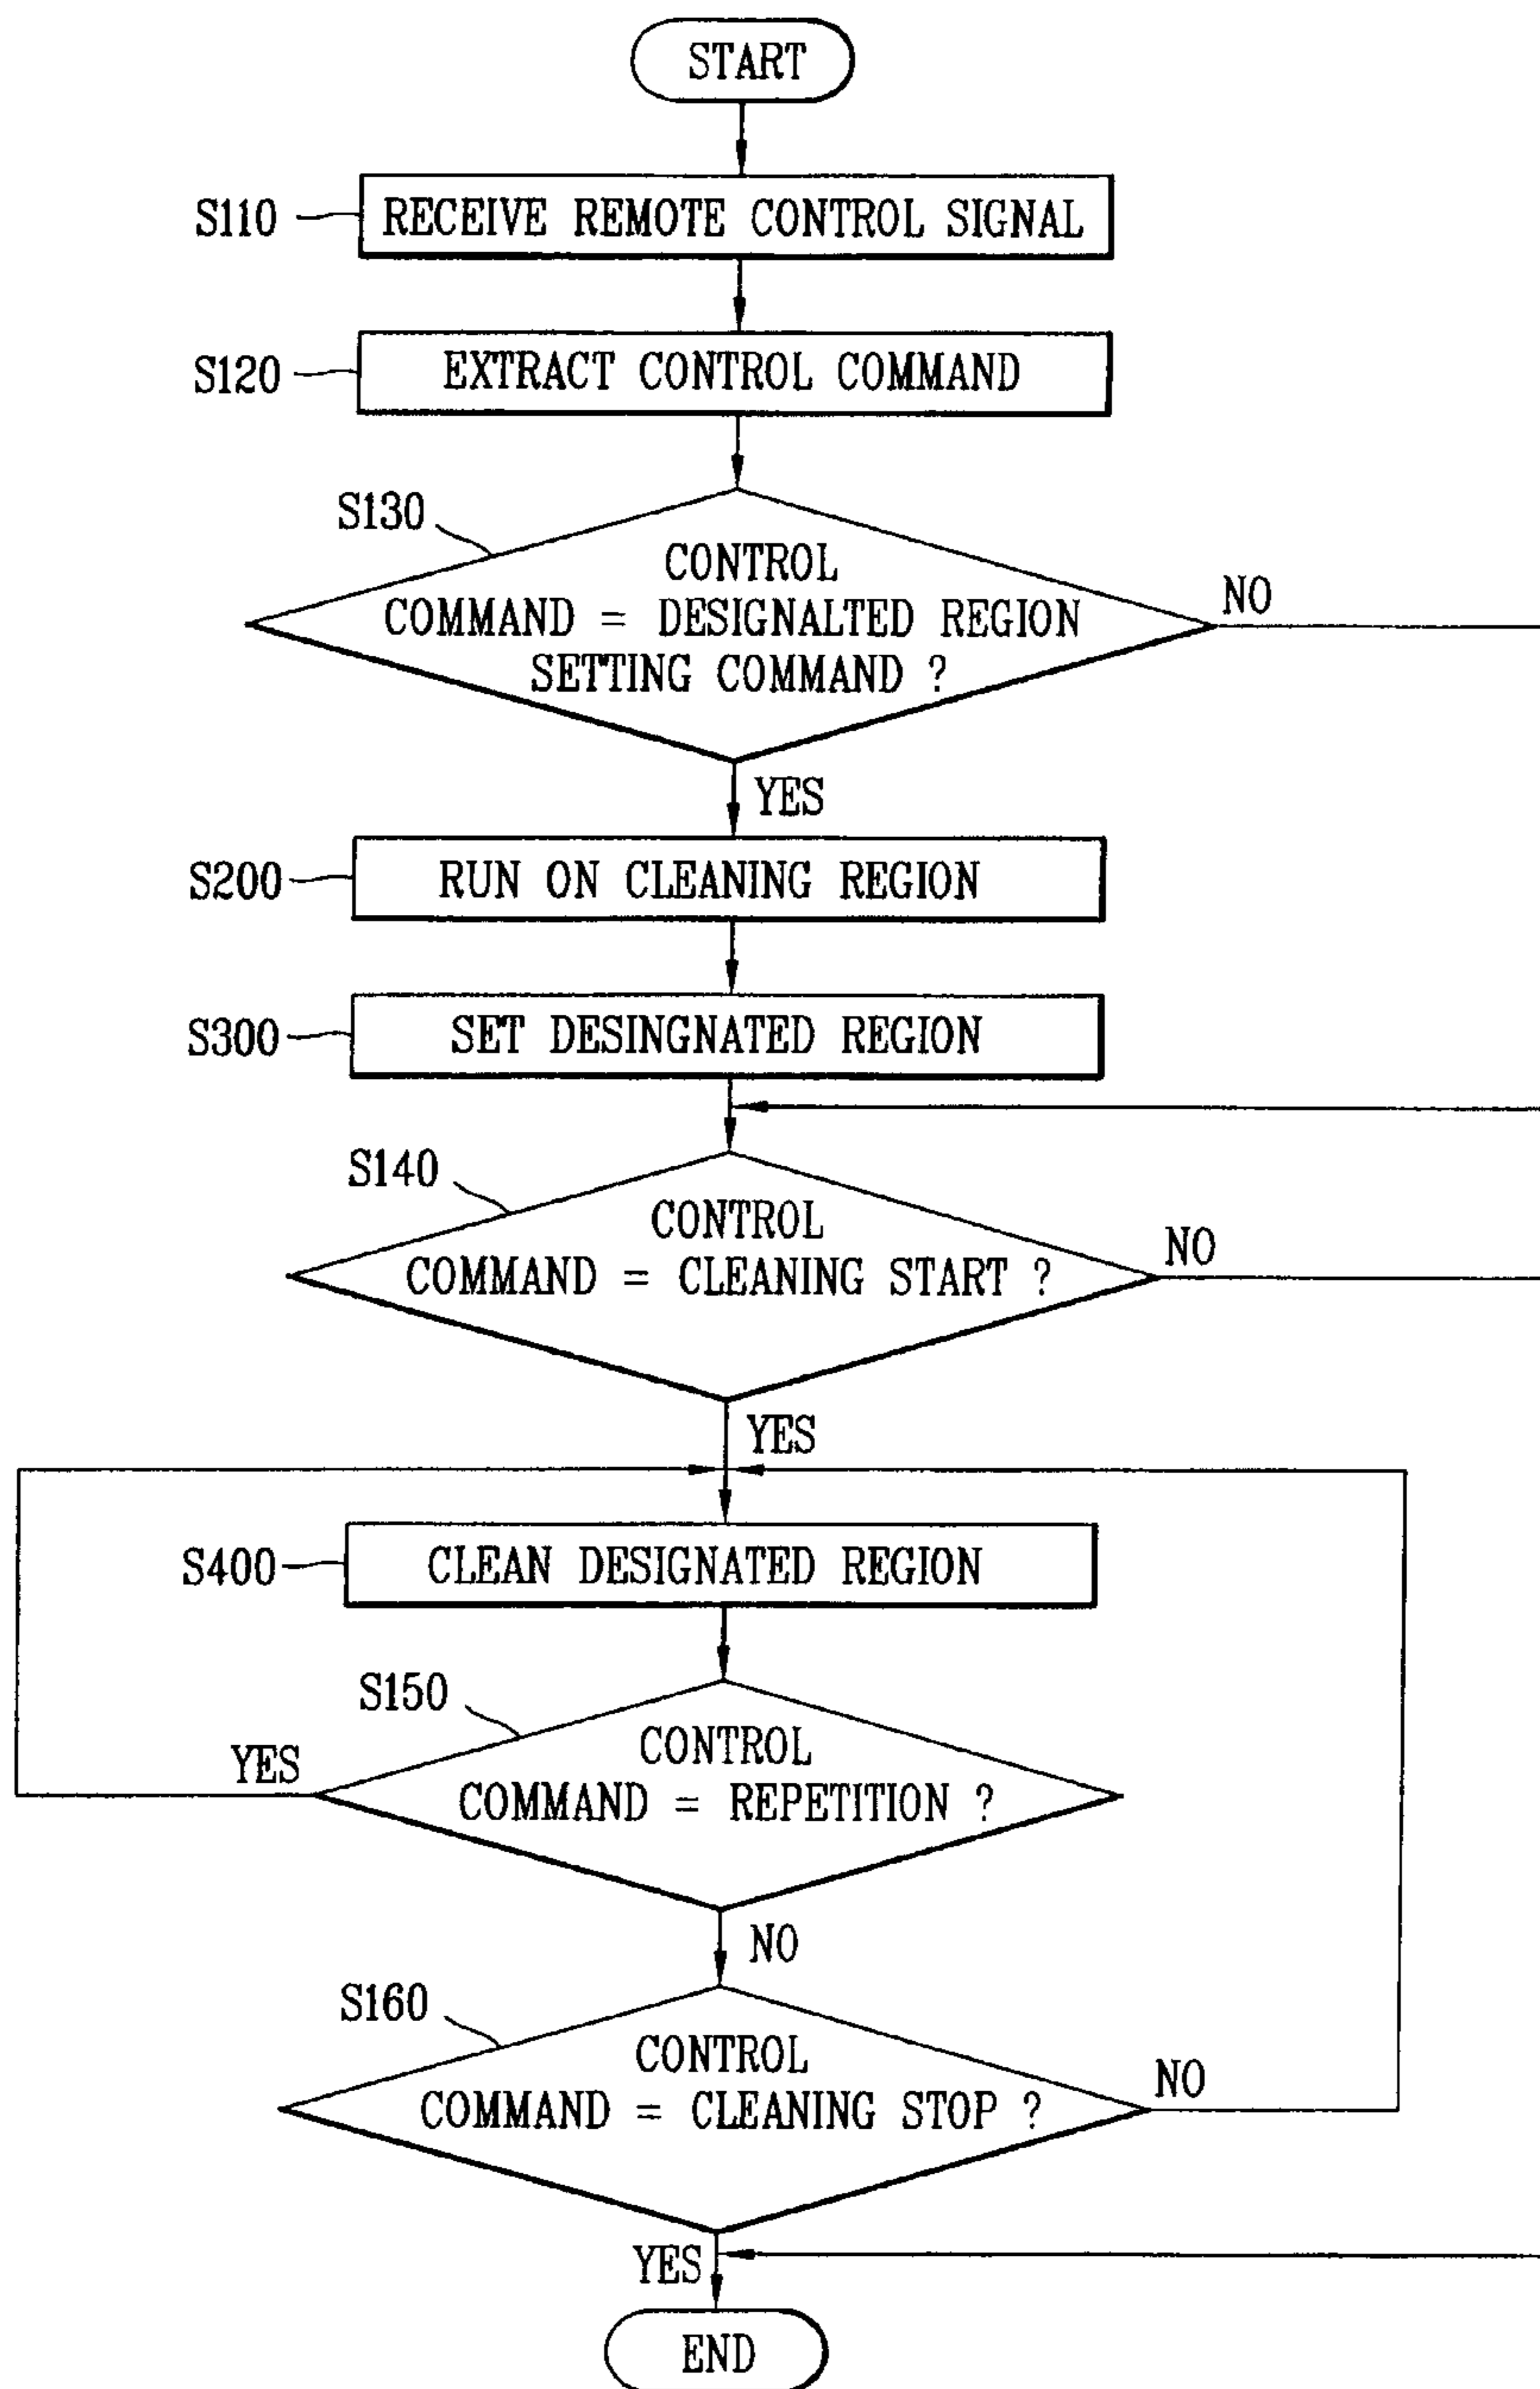 START
S110
RECEIVE REMOTE CONTROL SIGNAL
S120
EXTRACT CONTROL COMMAND
S130
CONTROL
COMMAND = DESIGNALTED REGION
SETTING COMMAND ?
NO
YES
S200
RUN ON CLEANING REGION
S300
SET DESINGNATED REGION
S140
CONTROL
COMMAND = CLEANING START ?
NO
YES
S400
CLEAN DESIGNATED REGION
S150
CONTROL
COMMAND = REPETITION ?
YES
NO
S160
CONTROL
COMMAND = CLEANING STOP ?
NO
YES
END